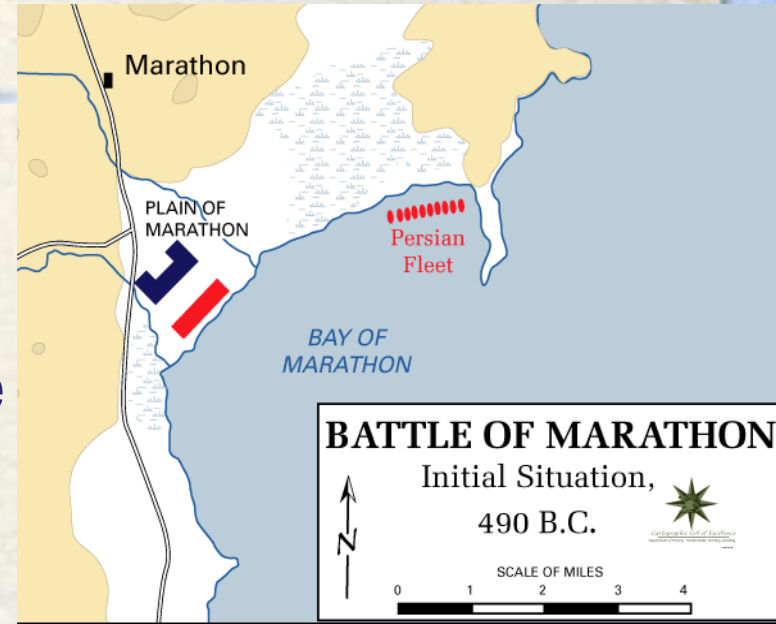 Marathon
PLAIN OF
MARATHON
Persian
Fleet
BAY OF
MARATHON
e
BATTLE OF MARATHON
Initial Situation,
490 B.C.
N
SCALE OF MILES
0 1 2 3 4